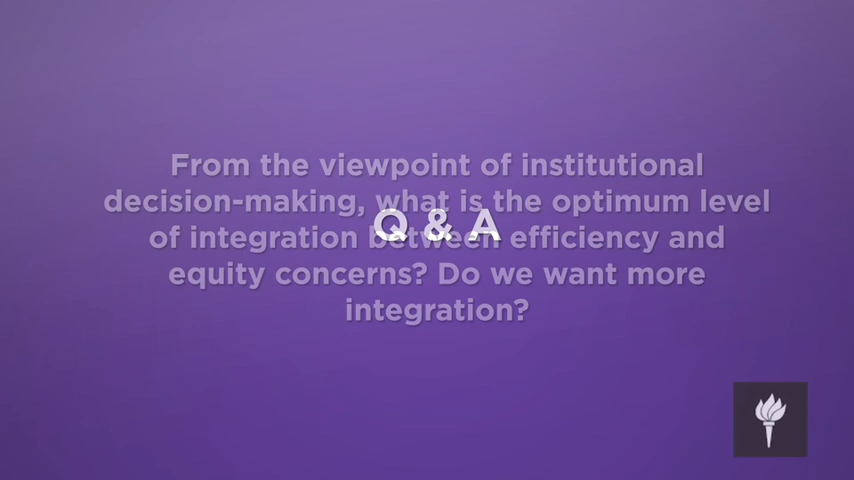 From the viewpoint of institutional
decision-making, what is the optimum level
Q & A
of integration between efficiency and
equity concerns? Do we want more
integration?